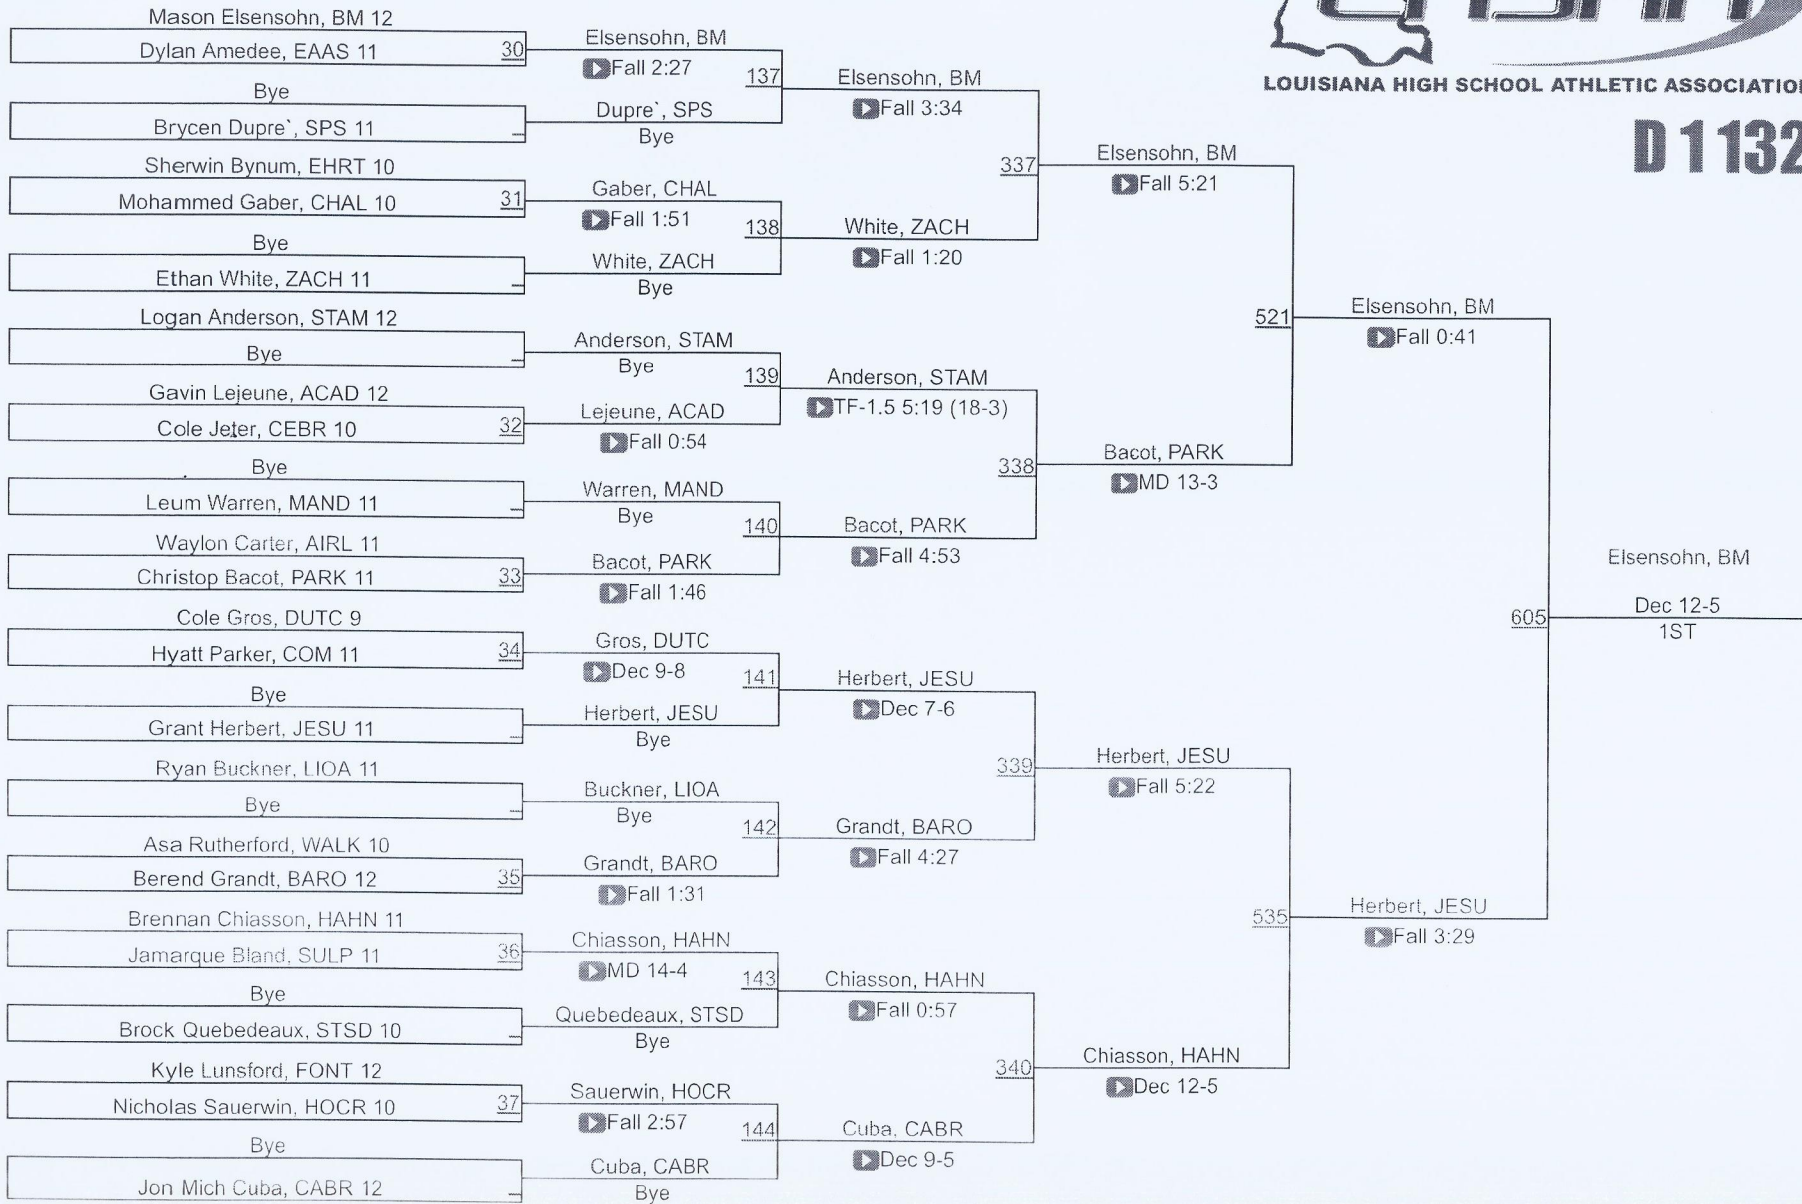 LOUISIANA HIGH SCHOOL ATHLETIC ASSOCIATION
D 1 132
Mason Elsensohn, BM 12
Dylan Amedee, EAAS 11 30
Bye
Brycen Dupre`, SPS 11
Sherwin Bynum, EHRT 10
Mohammed Gaber, CHAL 10 31
Bye
Ethan White, ZACH 11
Logan Anderson, STAM 12
Bye
Gavin Lejeune, ACAD 12
Cole Jeter, CEBR 10 32
Bye
Leum Warren, MAND 11
Waylon Carter, AIRL 11
Christop Bacot, PARK 11 33
Cole Gros, DUTC 9
Hyatt Parker, COM 11 34
Bye
Grant Herbert, JESU 11
Ryan Buckner, LIOA 11
Bye
Asa Rutherford, WALK 10
Berend Grandt, BARO 12 35
Brennan Chiasson, HAHN 11
Jamarque Bland, SULP 11 36
Bye
Brock Quebedeaux, STSD 10
Kyle Lunsford, FONT 12
Nicholas Sauerwin, HOCR 10 37
Bye
Jon Mich Cuba, CABR 12
Elsensohn, BM
Fall 2:27
137
Dupre`, SPS
Bye
Gaber, CHAL
Fall 1:51
138
White, ZACH
Bye
Anderson, STAM
Bye
139
Lejeune, ACAD
Fall 0:54
Warren, MAND
Bye
140
Bacot, PARK
Fall 1:46
Gros, DUTC
Dec 9-8
141
Herbert, JESU
Bye
Buckner, LIOA
Bye
142
Grandt, BARO
Fall 1:31
Chiasson, HAHN
MD 14-4
143
Quebedeaux, STSD
Bye
Sauerwin, HOCR
Fall 2:57
144
Cuba, CABR
Bye
Elsensohn, BM
Fall 3:34
337
White, ZACH
Fall 1:20
Anderson, STAM
TF-1.5 5:19 (18-3)
338
Bacot, PARK
Fall 4:53
Herbert, JESU
Dec 7-6
339
Grandt, BARO
Fall 4:27
Chiasson, HAHN
Fall 0:57
340
Cuba, CABR
Dec 9-5
Elsensohn, BM
Fall 5:21
521
Bacot, PARK
MD 13-3
Herbert, JESU
Fall 5:22
535
Chiasson, HAHN
Dec 12-5
Elsensohn, BM
Fall 0:41
605
Herbert, JESU
Fall 3:29
Elsensohn, BM
Dec 12-5
1ST